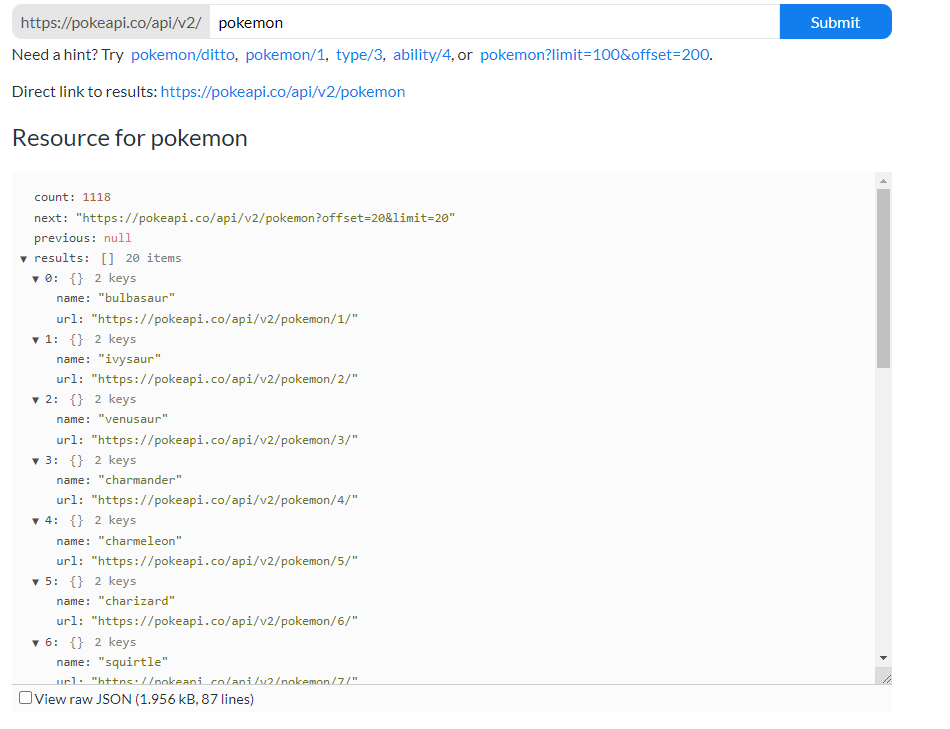 https://pokeapi.co/api/v2/ pokemon Submit
Need a hint? Try pokemon/ditto, pokemon/1, type/3, ability/4, or pokemon?limit=100&offset=200.
Direct link to results: https://pokeapi.co/api/v2/pokemon
Resource for pokemon
count: 1118
next: "https://pokeapi.co/api/v2/pokemon?offset=20&limit=20"
previous: null
▼ results: [] 20 items
▼ 0: {} 2 keys
name: "bulbasaur"
url: "https://pokeapi.co/api/v2/pokemon/1/"
▼ 1: {} 2 keys
name: "ivysaur"
url: "https://pokeapi.co/api/v2/pokemon/2/"
▼ 2: {} 2 keys
name: "venusaur"
url: "https://pokeapi.co/api/v2/pokemon/3/"
▼ 3: {} 2 keys
name: "charmander"
url: "https://pokeapi.co/api/v2/pokemon/4/"
▼ 4: {} 2 keys
name: "charmeleon"
url: "https://pokeapi.co/api/v2/pokemon/5/"
▼ 5: {} 2 keys
name: "charizard"
url: "https://pokeapi.co/api/v2/pokemon/6/"
▼ 6: {} 2 keys
name: "squirtle"
url: "https://pokeapi.co/api/v2/pokemon/7/"
View raw JSON (1.956 kB, 87 lines)